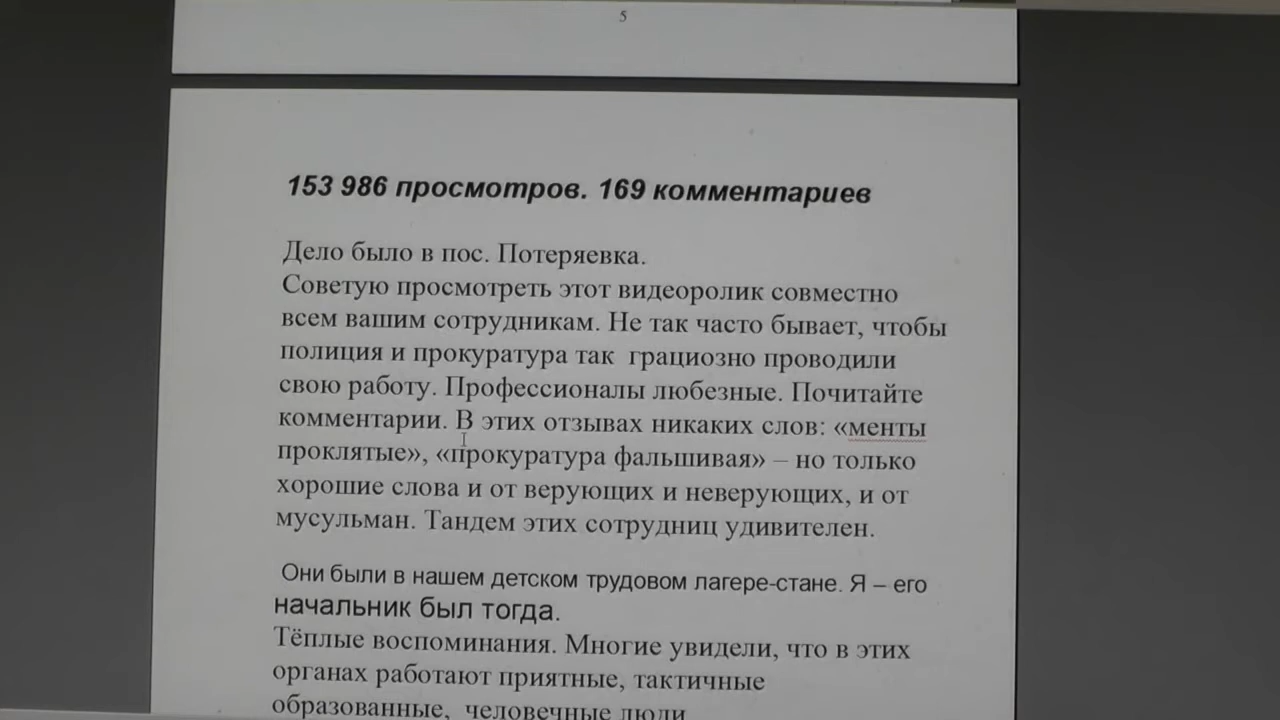 5
153 986 просмотров. 169 комментариев
Дело было в пос. Потеряевка.
Советую просмотреть этот видеоролик совместно
всем вашим сотрудникам. Не так часто бывает, чтобы
полиция и прокуратура так  грациозно проводили
свою работу. Профессионалы любезные. Почитайте
комментарии. В этих отзывах никаких слов: «менты
проклятые», «прокуратура фальшивая» – но только
хорошие слова и от верующих и неверующих, и от
мусульман. Тандем этих сотрудниц удивителен.
Они были в нашем детском трудовом лагере-стане. Я – его
начальник был тогда.
Тёплые воспоминания. Многие увидели, что в этих
органах работают приятные, тактичные
образованные,  человечные люди